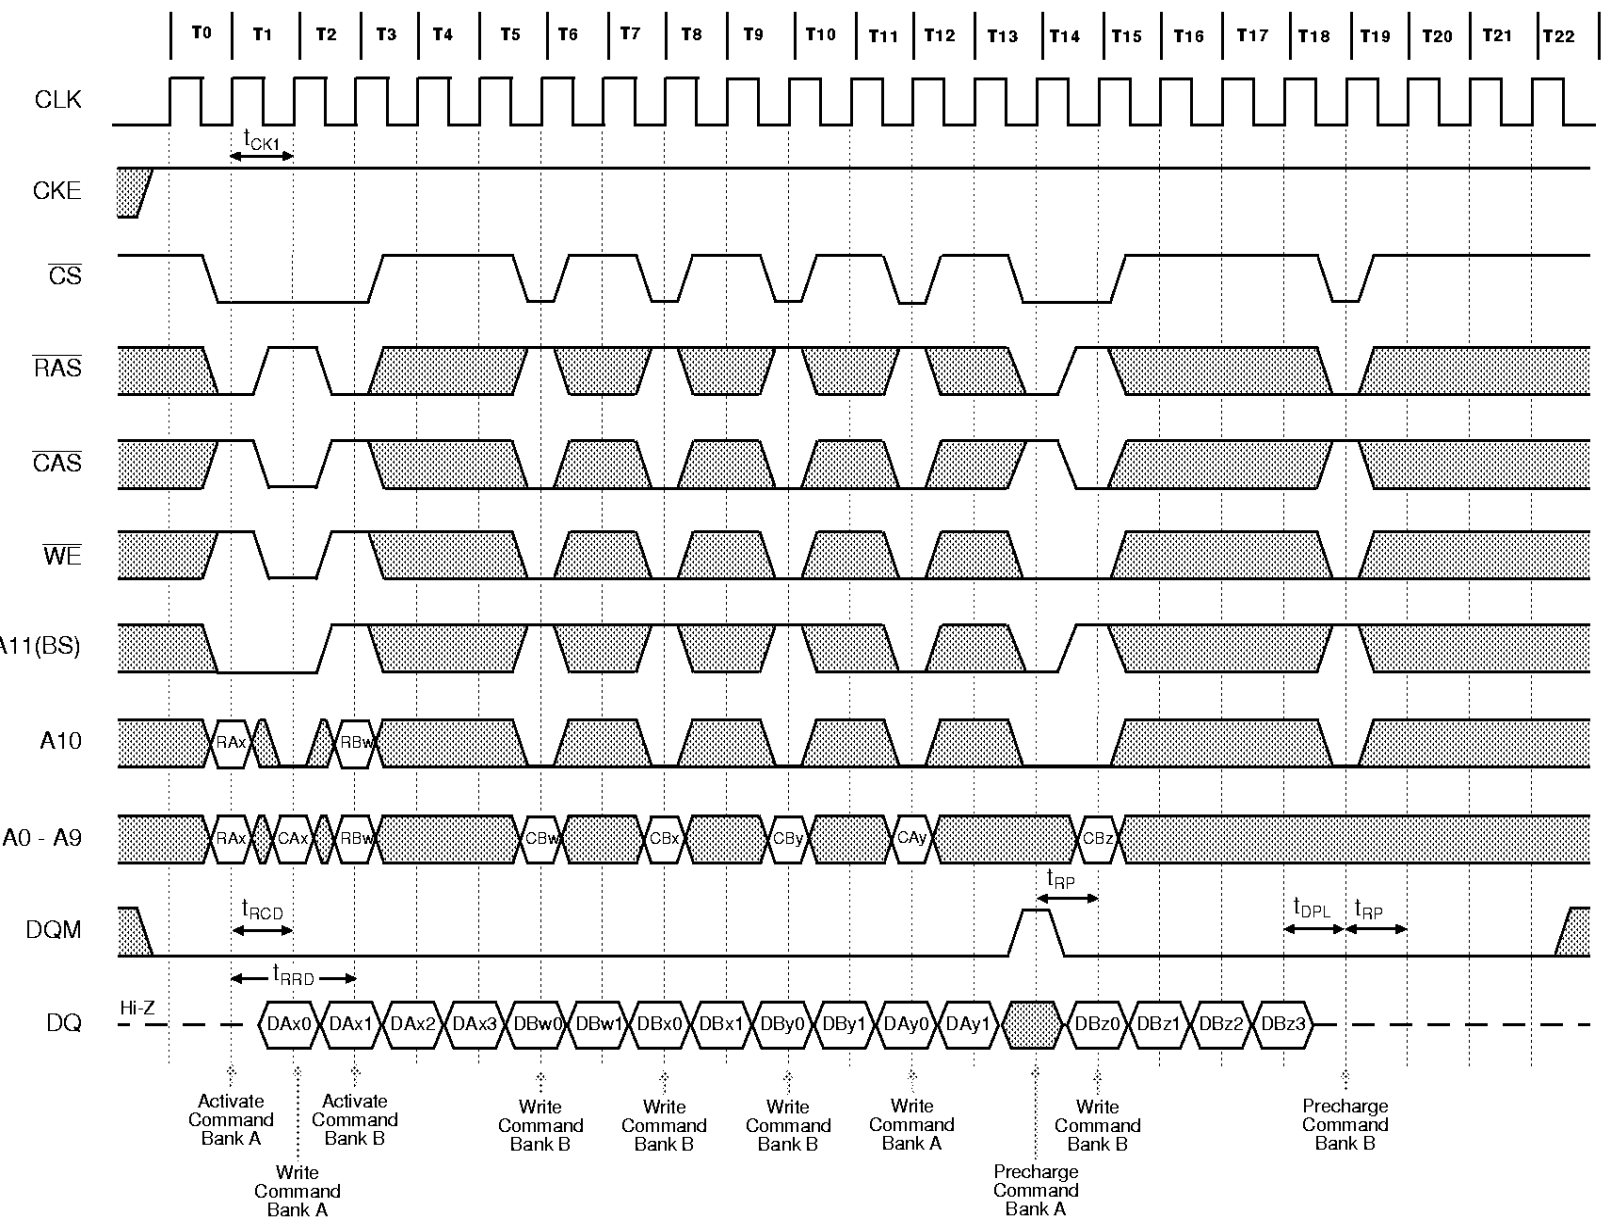 T0 T1 T2 T3 T4 T5 T6 T7 T8 T9 T10 T11 T12 T13 T14 T15 T16 T17 T18 T19 T20 T21 T22
CLK
tCK1
CKE
CS
RAS
CAS
WE
A11(BS)
A10 RAx RBw
A0 - A9 RAx CAx RBw CBw CBx CBy CAy CBz
tRP
tRCD tDPL tRP
DQM
tRRD
Hi-Z
DQ DAx0 DAx1 DAx2 DAx3 DBw0 DBw1 DBx0 DBx1 DBy0 DBy1 DAy0 DAy1 DBz0 DBz1 DBz2 DBz3
Activate
Command
Bank A
Write
Command
Bank A
Activate
Command
Bank B
Write
Command
Bank B
Write
Command
Bank B
Write
Command
Bank B
Write
Command
Bank A
Precharge
Command
Bank A
Write
Command
Bank B
Precharge
Command
Bank B